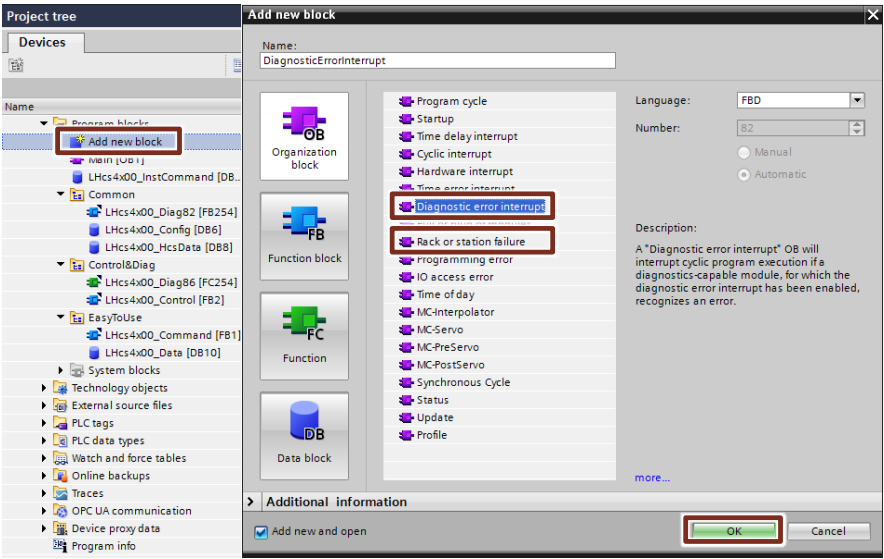 Project tree
Devices
Name
Program blocks
Add new block
Main [OB1]
LHcs4x00_InstCommand [DB...
Common
LHcs4x00_Diag82 [FB254]
LHcs4x00_Config [DB6]
LHcs4x00_HcsData [DB8]
Control&Diag
LHcs4x00_Diag86 [FC254]
LHcs4x00_Control [FB2]
EasyToUse
LHcs4x00_Command [FB1]
LHcs4x00_Data [DB10]
System blocks
Technology objects
External source files
PLC tags
PLC data types
Watch and force tables
Online backups
Traces
OPC UA communication
Device proxy data
Program info
Add new block
Name:
DiagnosticErrorInterrupt
OB
Organization
block
FB
Function block
FC
Function
DB
Data block
Program cycle
Startup
Time delay interrupt
Cyclic interrupt
Hardware interrupt
Time error interrupt
Diagnostic error interrupt
Rack or station failure
Programming error
IO access error
Time of day
MC-Interpolator
MC-Servo
MC-PreServo
MC-PostServo
Synchronous Cycle
Status
Update
Profile
Language:
FBD
Number:
82
Manual
Automatic
Description:
A "Diagnostic error interrupt" OB will
interrupt cyclic program execution if a
diagnostics-capable module, for which the
diagnostic error interrupt has been enabled,
recognizes an error.
more...
Additional information
Add new and open
OK
Cancel